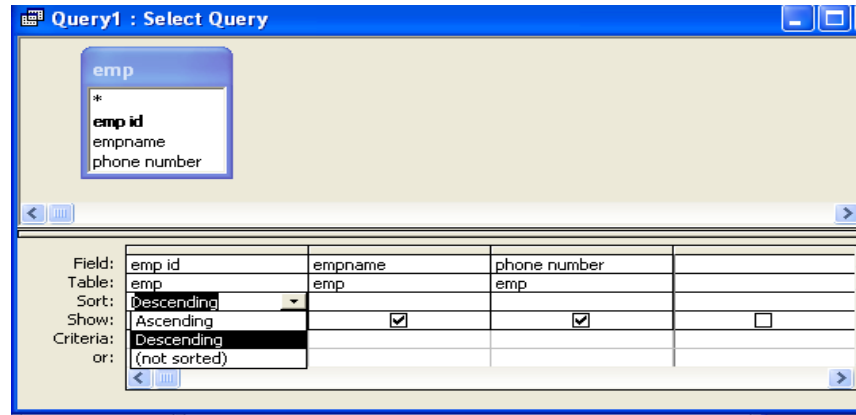 Query1 : Select Query
emp
*
emp id
empname
phone number
Field: emp id empname phone number
Table: emp emp emp
Sort: Descending
Show: Ascending
Criteria: Descending
or: (not sorted)